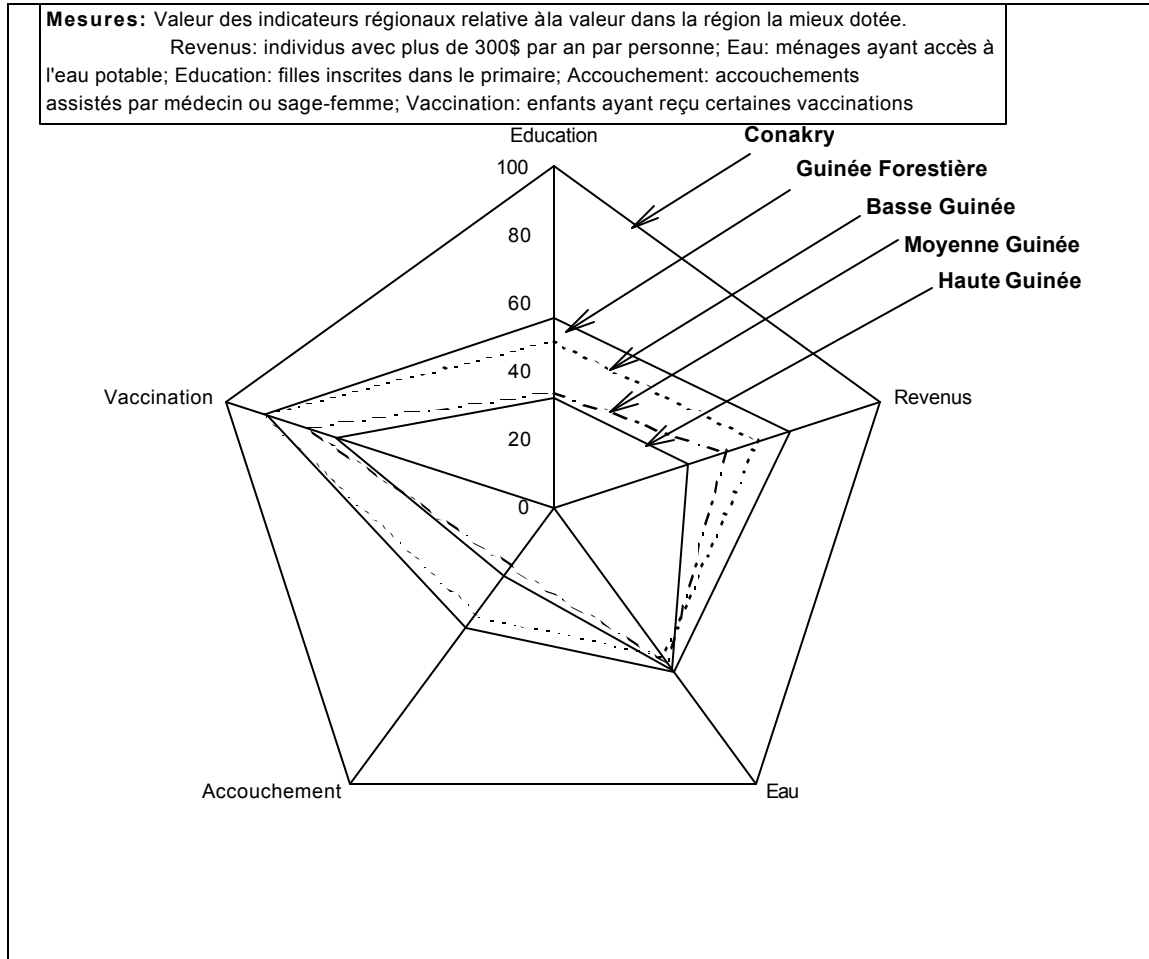 Mesures: Valeur des indicateurs régionaux relative àla valeur dans la région la mieux dotée.
Revenus: individus avec plus de 300$ par an par personne; Eau: ménages ayant accès à
l'eau potable; Education: filles inscrites dans le primaire; Accouchement: accouchements
assistés par médecin ou sage-femme; Vaccination: enfants ayant reçu certaines vaccinations
Education
Conakry
100
Guinée Forestière
Basse Guinée
80
Moyenne Guinée
Haute Guinée
60
40
Vaccination
Revenus
20
0
Accouchement
Eau